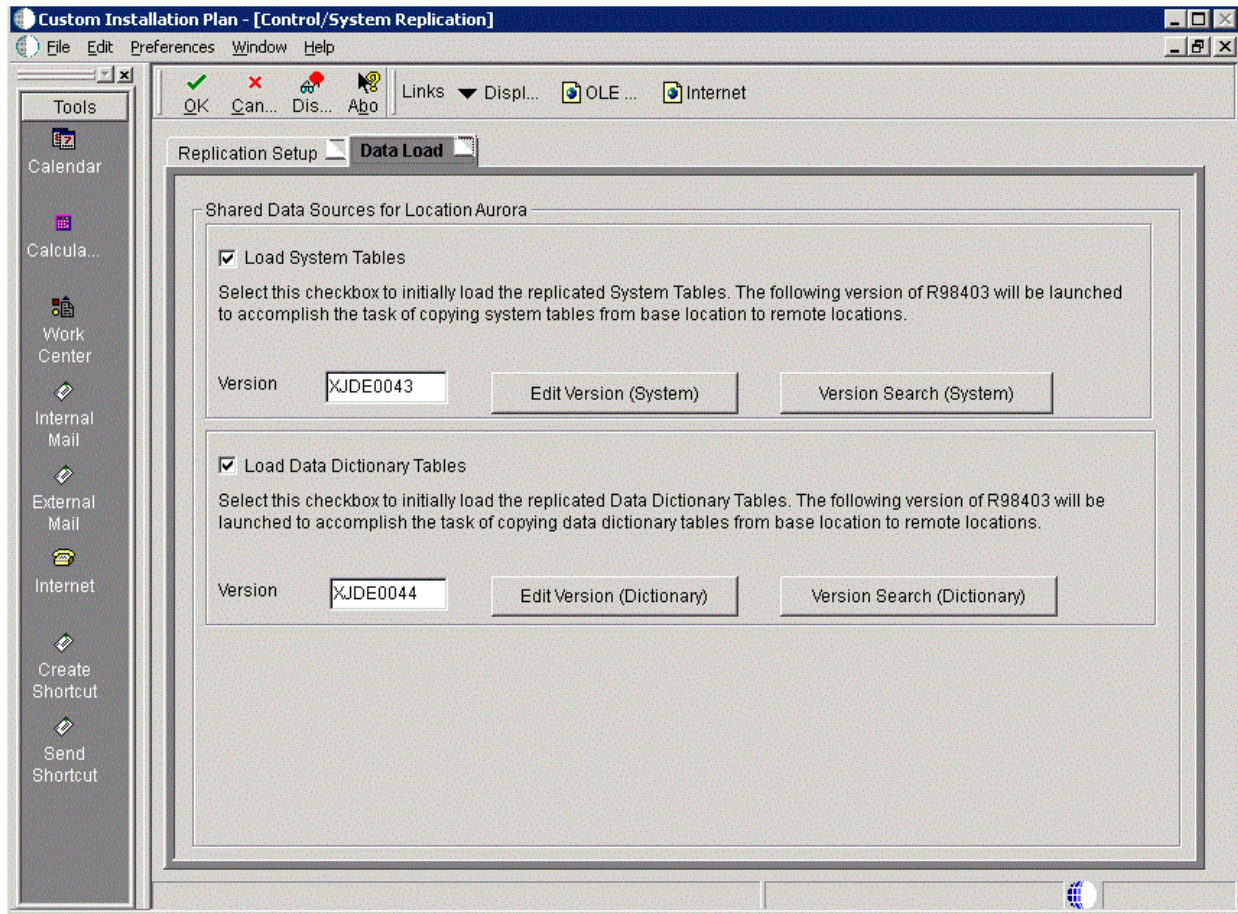 Custom Installation Plan - [Control/System Replication]
File Edit Preferences Window Help
Tools
Calendar
Calcula...
Work
Center
Internal
Mail
External
Mail
Internet
Create
Shortcut
Send
Shortcut
OK Can... Dis... Abo Links Displ... OLE ... Internet
Replication Setup Data Load
Shared Data Sources for Location Aurora
Load System Tables
Select this checkbox to initially load the replicated System Tables. The following version of R98403 will be launched
to accomplish the task of copying system tables from base location to remote locations.
Version XJDE0043 Edit Version (System) Version Search (System)
Load Data Dictionary Tables
Select this checkbox to initially load the replicated Data Dictionary Tables. The following version of R98403 will be
launched to accomplish the task of copying data dictionary tables from base location to remote locations.
Version XJDE0044 Edit Version (Dictionary) Version Search (Dictionary)